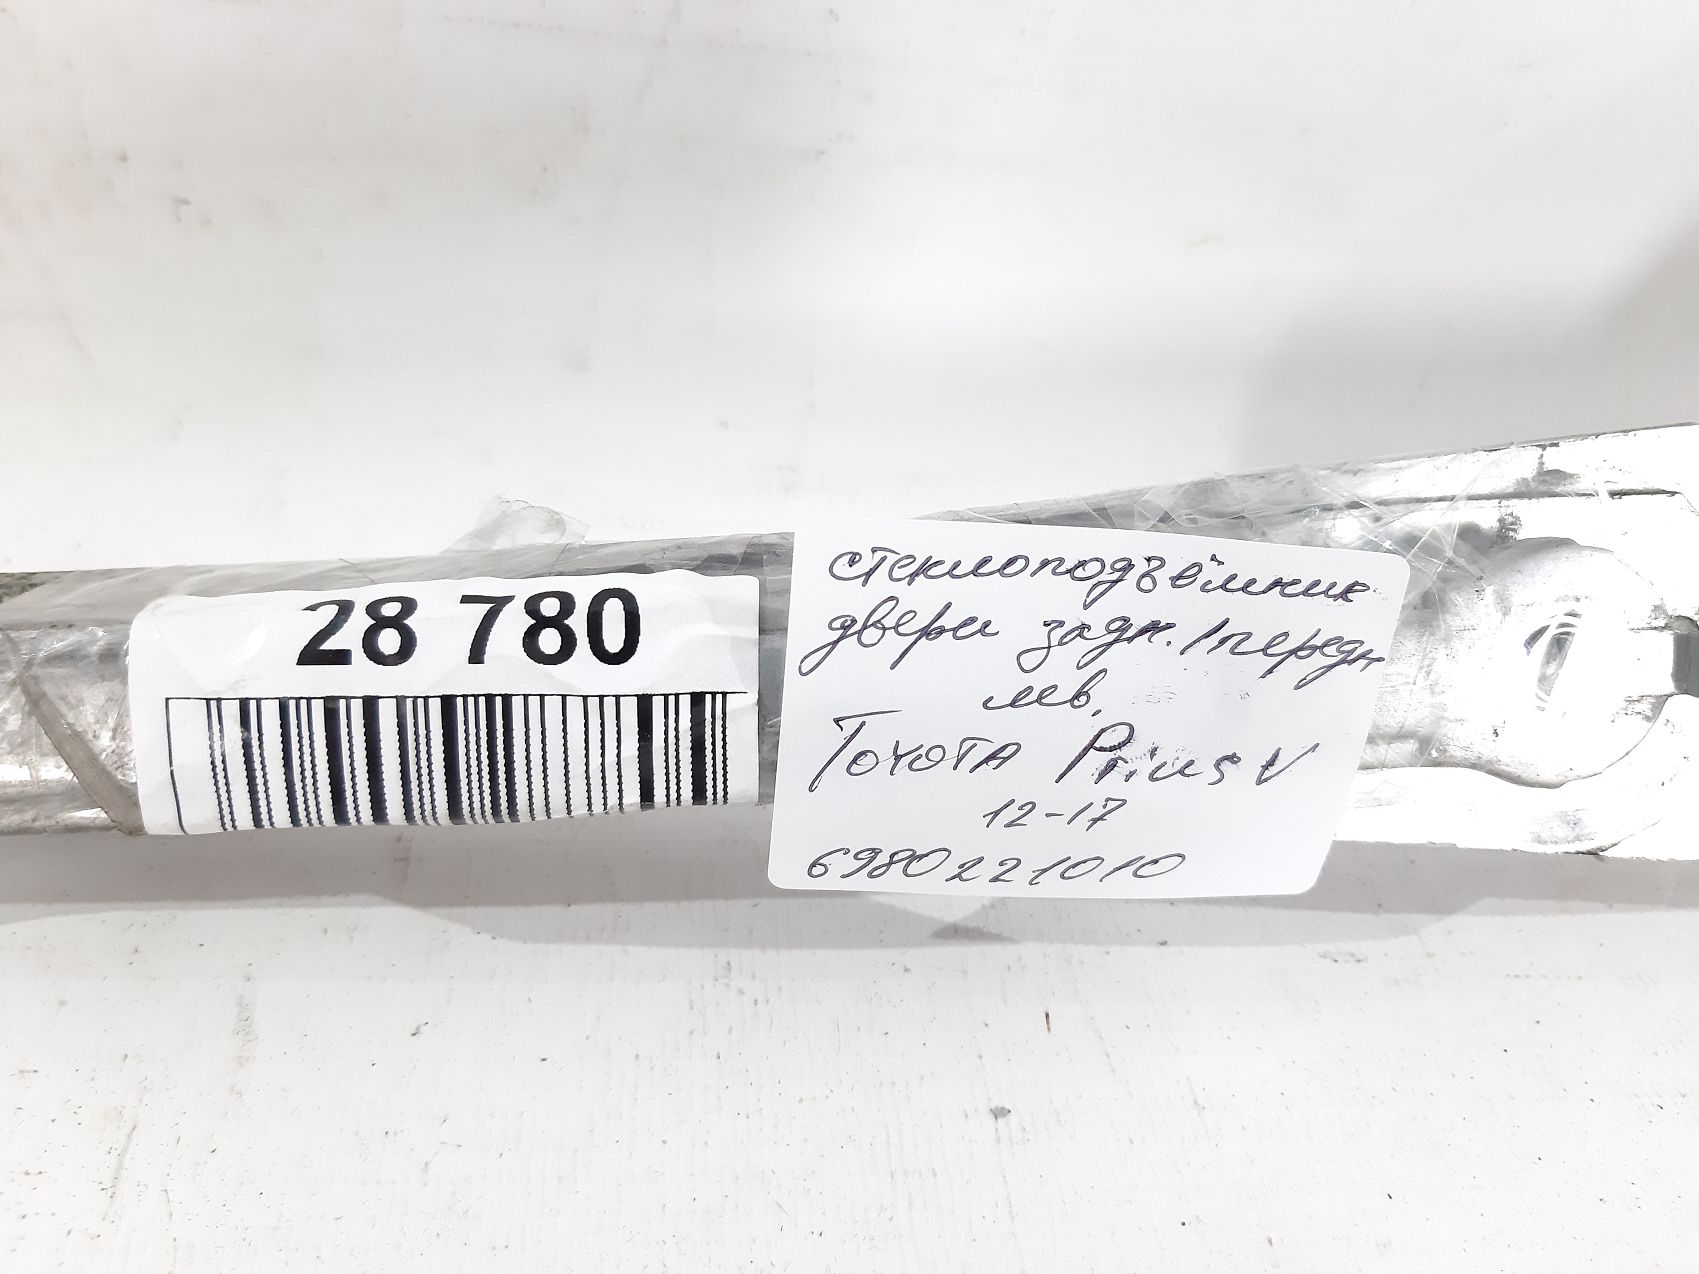 28 780
стеклоподъёмник
двери задн./передн
лев.
TOYOTA Prius V
12-17
6980221010